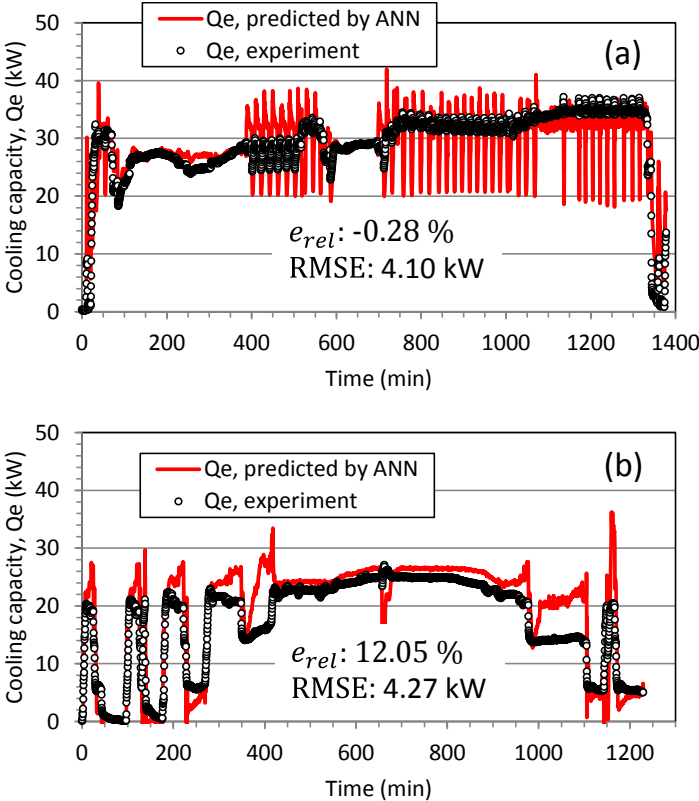 Qe, predicted by ANN
Qe, experiment
(a)
Cooling capacity, Qe (kW)
50
40
30
20
10
0
e_rel: -0.28 %
RMSE: 4.10 kW
0 200 400 600 800 1000 1200 1400
Time (min)
Qe, predicted by ANN
Qe, experiment
(b)
Cooling capacity, Qe (kW)
50
40
30
20
10
0
e_rel: 12.05 %
RMSE: 4.27 kW
0 200 400 600 800 1000 1200
Time (min)